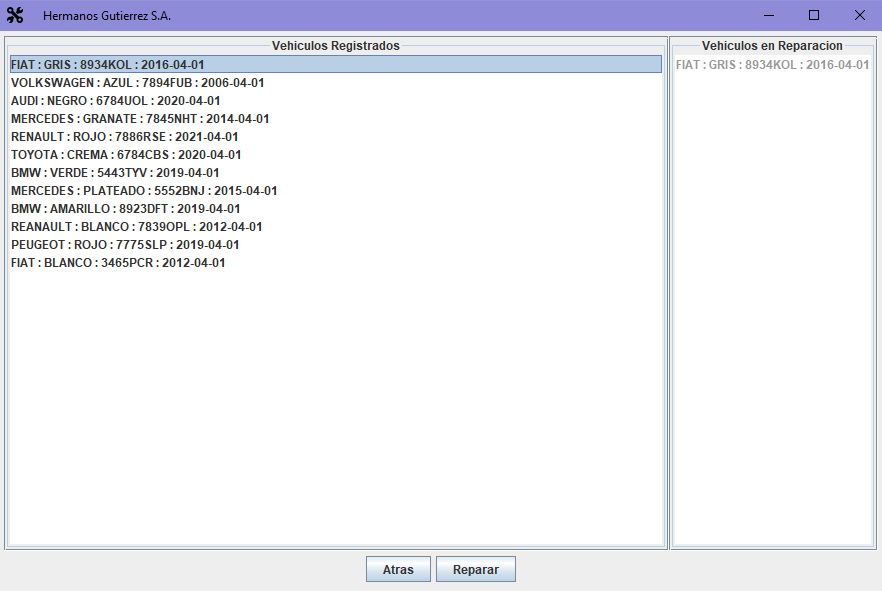 Hermanos Gutierrez S.A.
Vehiculos Registrados
FIAT : GRIS : 8934KOL : 2016-04-01
VOLKSWAGEN : AZUL : 7894FUB : 2006-04-01
AUDI : NEGRO : 6784UOL : 2020-04-01
MERCEDES : GRANATE : 7845NHT : 2014-04-01
RENAULT : ROJO : 7886RSE : 2021-04-01
TOYOTA : CREMA : 6784CBS : 2020-04-01
BMW : VERDE : 5443TYV : 2019-04-01
MERCEDES : PLATEADO : 5552BNJ : 2015-04-01
BMW : AMARILLO : 8923DFT : 2019-04-01
REANAULT : BLANCO : 7839OPL : 2012-04-01
PEUGEOT : ROJO : 7775SLP : 2019-04-01
FIAT : BLANCO : 3465PCR : 2012-04-01
Vehiculos en Reparacion
FIAT : GRIS : 8934KOL : 2016-04-01
Atras
Reparar